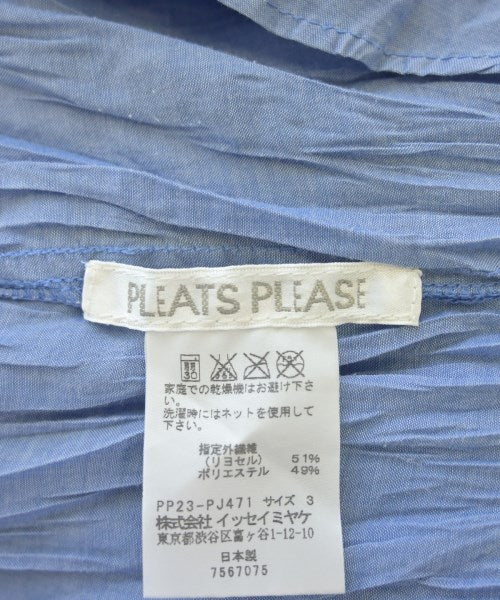 PLEATS PLEASE
30
家庭での乾燥機はお避け下さ
い。
洗濯時にはネットを使用して
下さい。
指定外繊維
(リヨセル) 51%
ポリエステル 49%
PP23-PJ471 サイズ 3
株式会社 イッセイミヤケ
東京都渋谷区富ヶ谷1-12-10
日本製
7567075